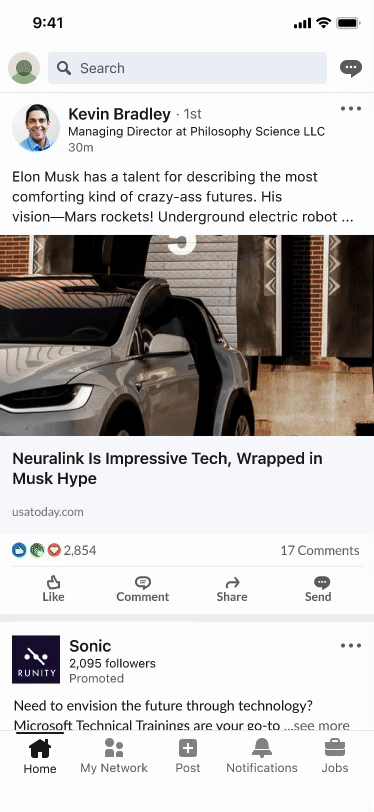 9:41
Search
Kevin Bradley · 1st
Managing Director at Philosophy Science LLC
30m
Elon Musk has a talent for describing the most
comforting kind of crazy-ass futures. His
vision—Mars rockets! Underground electric robot ...
5
Neuralink Is Impressive Tech, Wrapped in
Musk Hype
usatoday.com
2,854
17 Comments
Like
Comment
Share
Send
RUNITY
Sonic
2,095 followers
Promoted
Need to envision the future through technology?
Microsoft Technical Trainings are your go-to ...see more
Home
My Network
Post
Notifications
Jobs